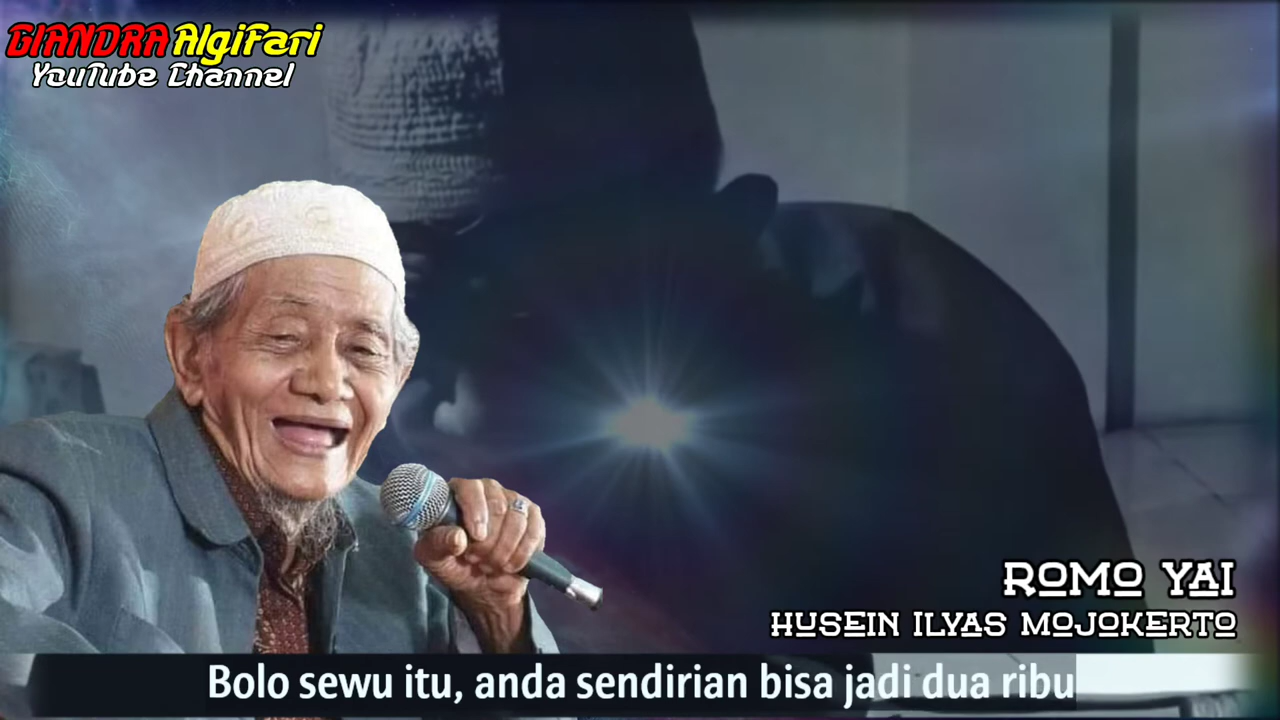 GIANDRA AlgiFari
YouTube Channel
ROMO YAI
HUSEIN ILYAS MOJOKERTO
Bolo sewu itu, anda sendirian bisa jadi dua ribu